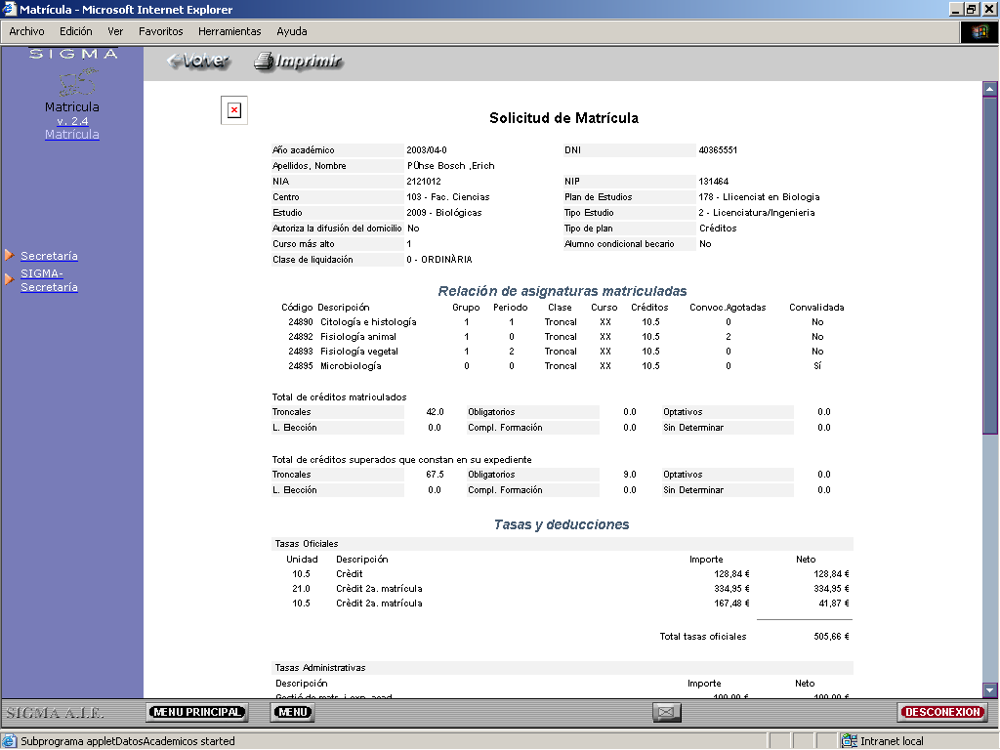 Matrícula - Microsoft Internet Explorer
Archivo Edición Ver Favoritos Herramientas Ayuda
SIGMA
Matricula
v. 2.4
Matrícula
Secretaría
SIGMA-
Secretaría
Volver Imprimir
Solicitud de Matrícula
Año académico 2003/04-0 DNI 40365551
Apellidos, Nombre PÜhse Bosch ,Erich
NIA 2121012 NIP 131464
Centro 103 - Fac. Ciencias Plan de Estudios 178 - Llicenciat en Biologia
Estudio 2009 - Biológicas Tipo Estudio 2 - Licenciatura/Ingenieria
Autoriza la difusión del domicilio No Tipo de plan Créditos
Curso más alto 1 Alumno condicional becario No
Clase de liquidación 0 - ORDINÀRIA
Relación de asignaturas matriculadas
Código Descripción Grupo Periodo Clase Curso Créditos Convoc.Agotadas Convalidada
24890 Citología e histología 1 1 Troncal XX 10.5 0 No
24892 Fisiología animal 1 0 Troncal XX 10.5 2 No
24893 Fisiología vegetal 1 2 Troncal XX 10.5 0 No
24895 Microbiología 0 0 Troncal XX 10.5 0 Sí
Total de créditos matriculados
Troncales 42.0 Obligatorios 0.0 Optativos 0.0
L. Elección 0.0 Compl. Formación 0.0 Sin Determinar 0.0
Total de créditos superados que constan en su expediente
Troncales 67.5 Obligatorios 9.0 Optativos 0.0
L. Elección 0.0 Compl. Formación 0.0 Sin Determinar 0.0
Tasas y deducciones
Tasas Oficiales
Unidad Descripción Importe Neto
10.5 Crèdit 128,84 € 128,84 €
21.0 Crèdit 2a. matrícula 334,95 € 334,95 €
10.5 Crèdit 2a. matrícula 167,48 € 41,87 €
Total tasas oficiales 505,66 €
Tasas Administrativas
Descripción Importe Neto
Gestió de matr. i exp. acad. 100,00 € 100,00 €
SIGMA A.I.E. MENU PRINCIPAL MENU DESCONEXION
Subprograma appletDatosAcademicos started Intranet local